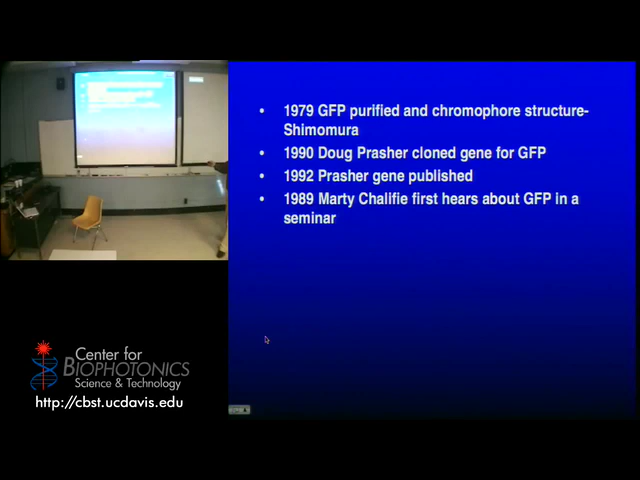 • 1979 GFP purified and chromophore structure-
Shimomura
• 1990 Doug Prasher cloned gene for GFP
• 1992 Prasher gene published
• 1989 Marty Chalifie first hears about GFP in a
seminar
Center for
BIOPHOTONICS
Science & Technology
http://cbst.ucdavis.edu